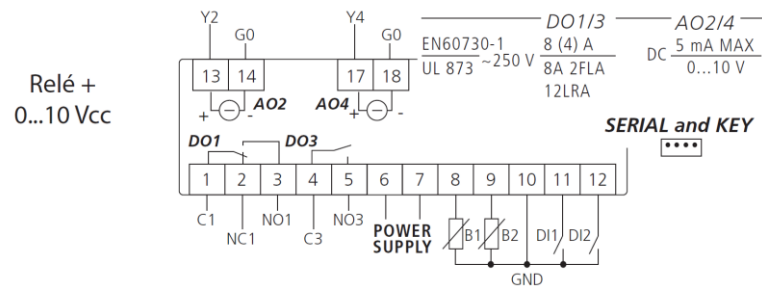 Relé +
0...10 Vcc
Y2
G0
Y4
G0
13 14
17 18
+ - AO2
AO4 + -
DO1/3
AO2/4
EN60730-1
UL 873
~250 V
8 (4) A
8A 2FLA
12LRA
DC
5 mA MAX
0...10 V
SERIAL and KEY
DO1
DO3
1 2 3 4 5 6 7 8 9 10 11 12
C1
NC1
NO1
C3
NO3
POWER
SUPPLY
B1
B2
DI1
DI2
GND